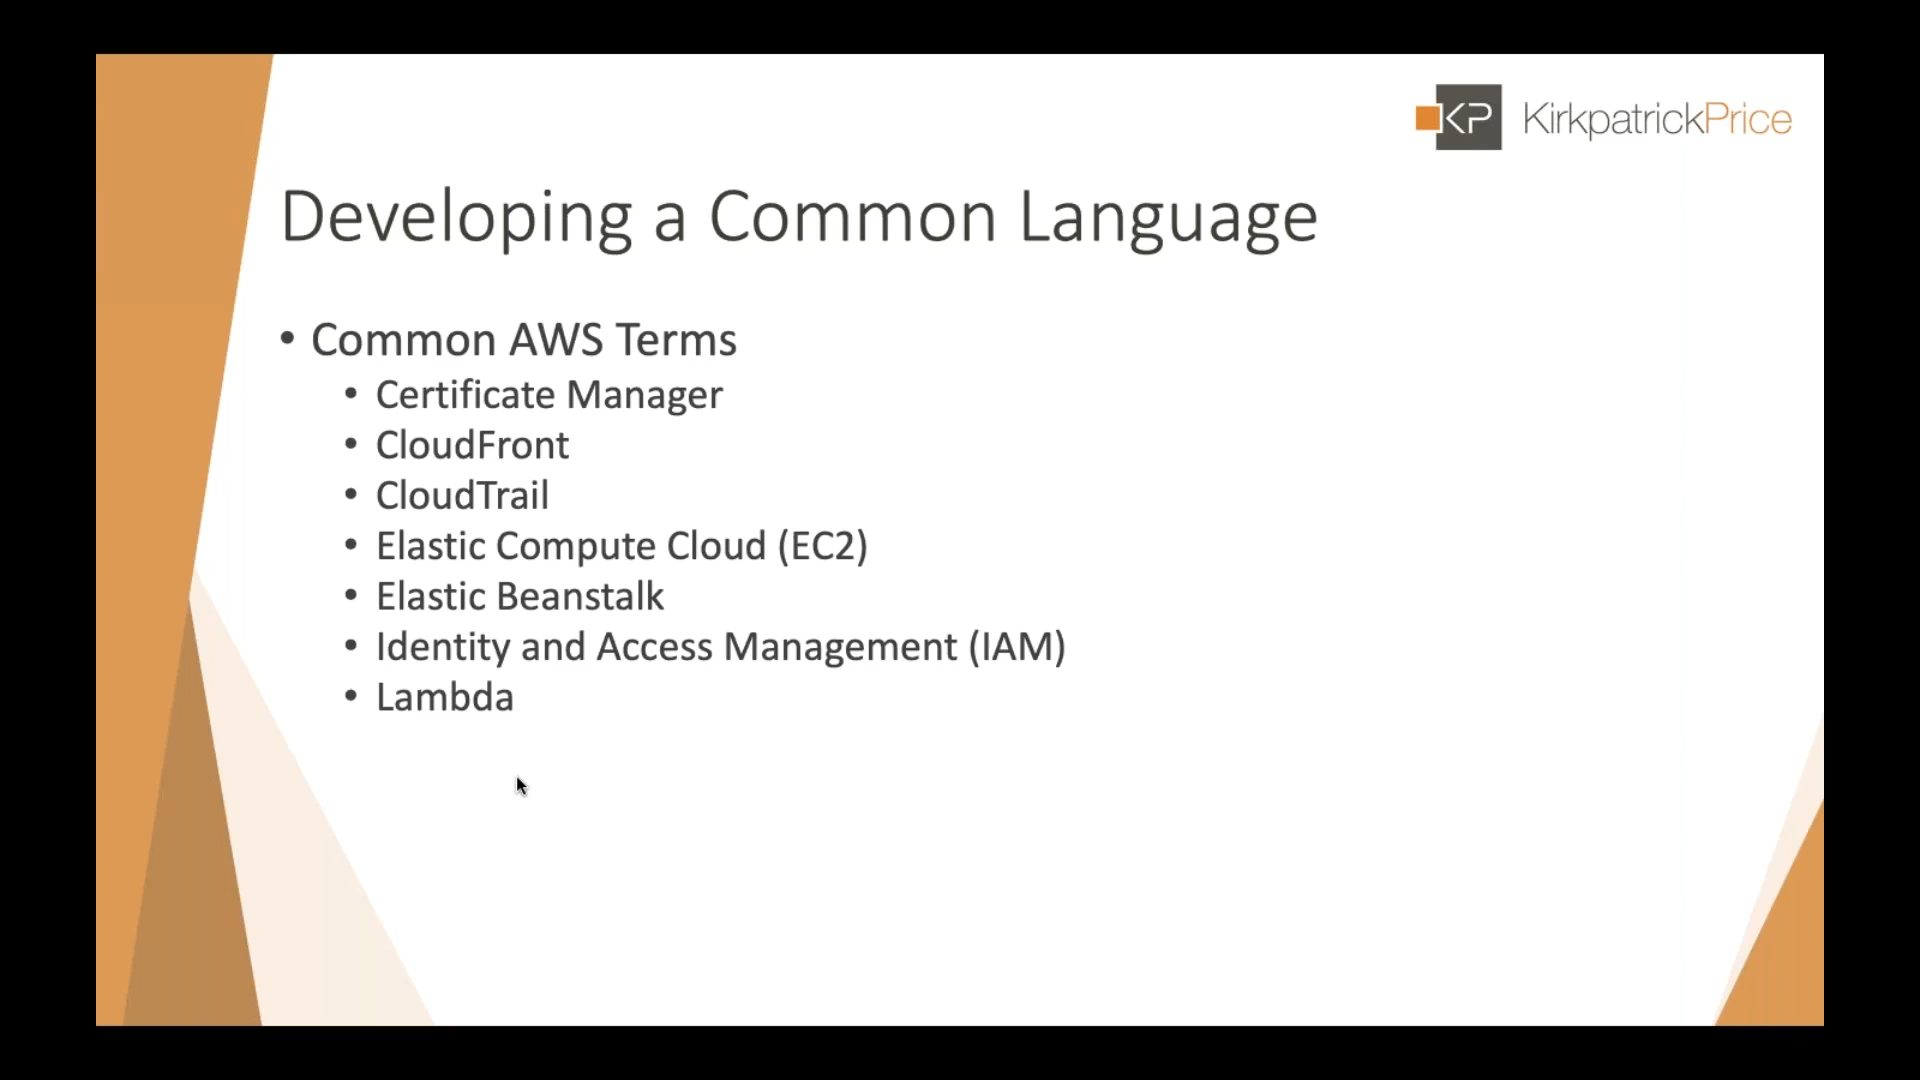 KP KirkpatrickPrice
Developing a Common Language
• Common AWS Terms
• Certificate Manager
• CloudFront
• CloudTrail
• Elastic Compute Cloud (EC2)
• Elastic Beanstalk
• Identity and Access Management (IAM)
• Lambda